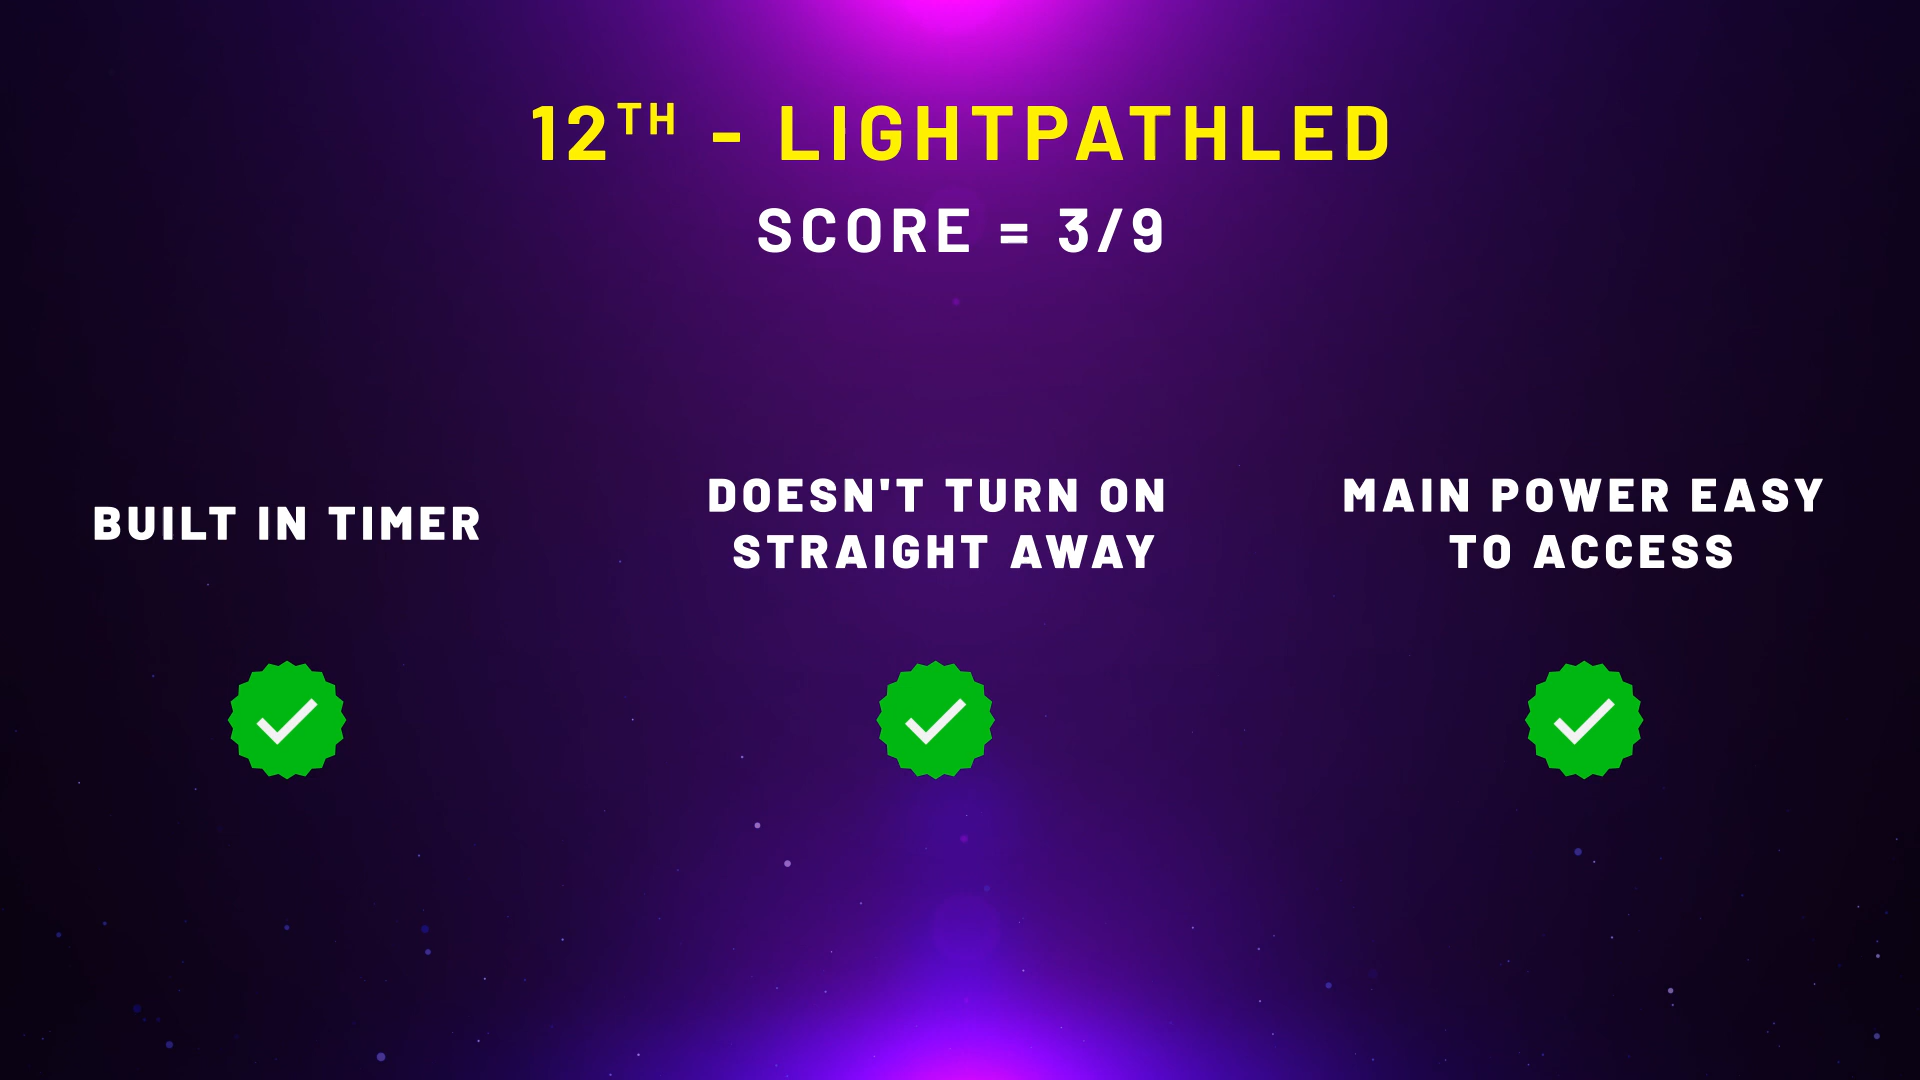 12TH - LIGHTPATHLED
SCORE = 3/9
BUILT IN TIMER
DOESN'T TURN ON
STRAIGHT AWAY
MAIN POWER EASY
TO ACCESS